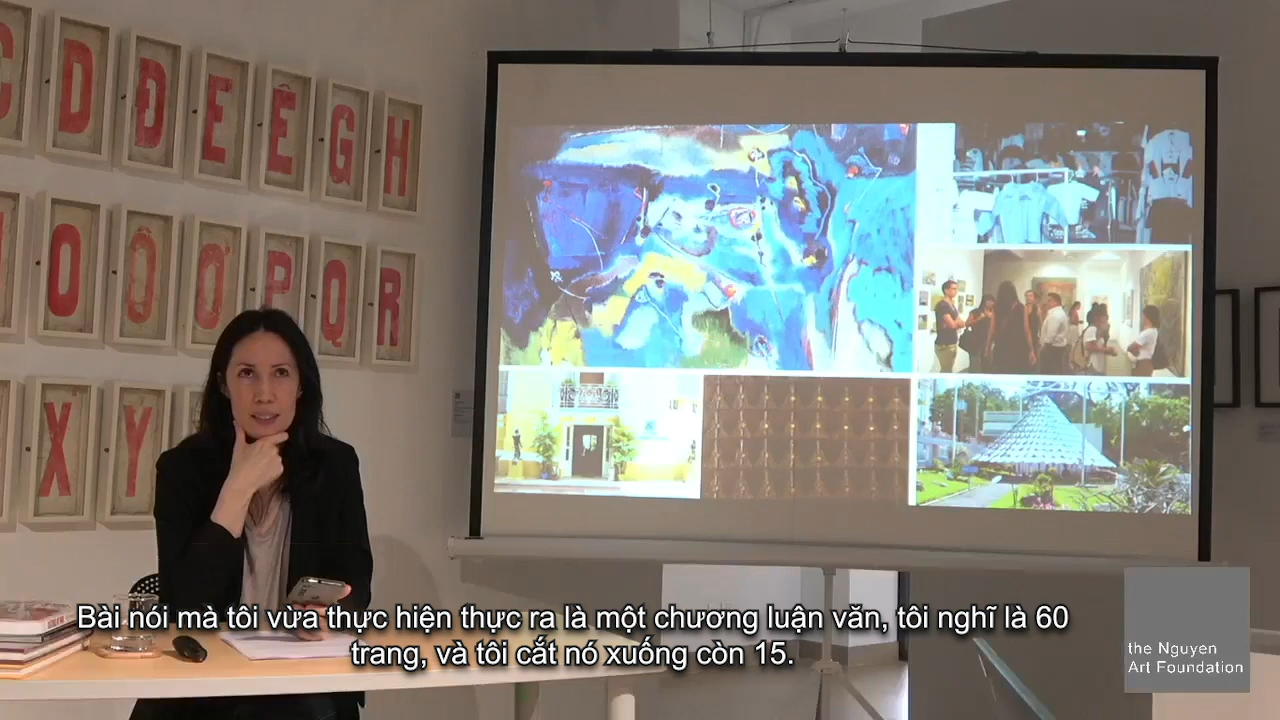 C D Đ E Ê G H
O Ô Ơ P Q R
X Y
Bài nói mà tôi vừa thực hiện thực ra là một chương luận văn, tôi nghĩ là 60
trang, và tôi cắt nó xuống còn 15.
the Nguyen
Art Foundation